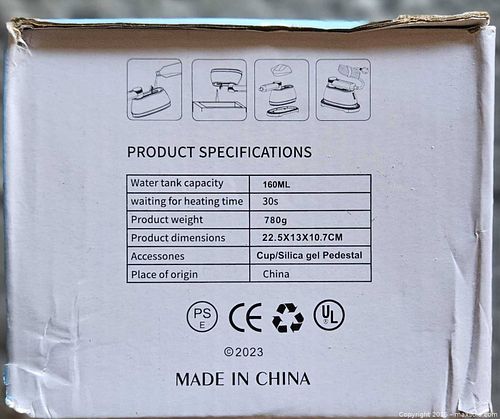 PRODUCT SPECIFICATIONS
Water tank capacity 160ML
waiting for heating time 30s
Product weight 780g
Product dimensions 22.5X13X10.7CM
Accessones Cup/Silica gel Pedestal
Place of origin China
PS
E
CE
UL
©2023
MADE IN CHINA